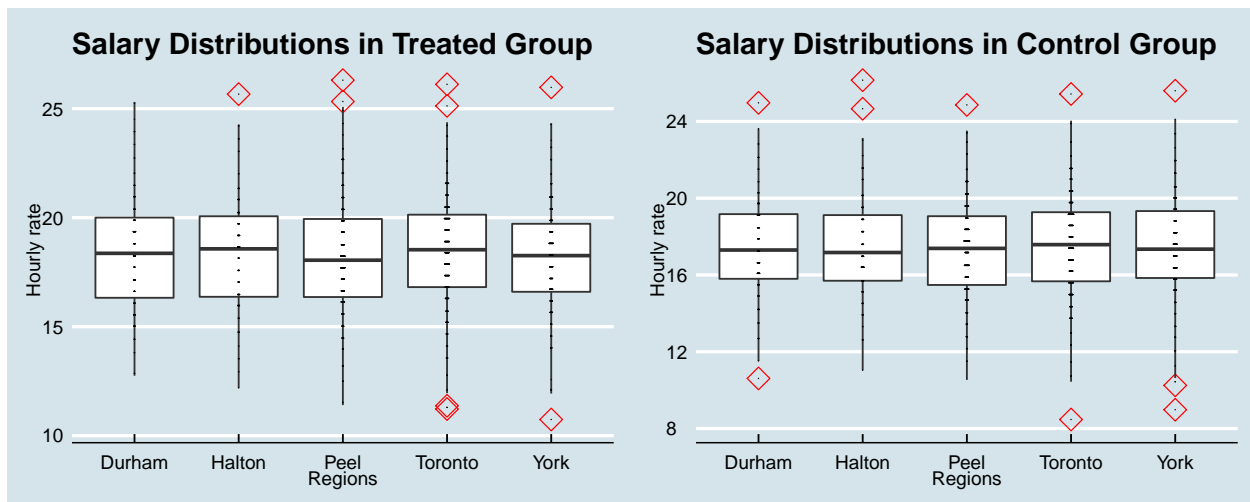 Salary Distributions in Treated Group
Hourly rate
25
20
15
10
Durham Halton Peel Toronto York
Regions
Salary Distributions in Control Group
Hourly rate
24
20
16
12
8
Durham Halton Peel Toronto York
Regions